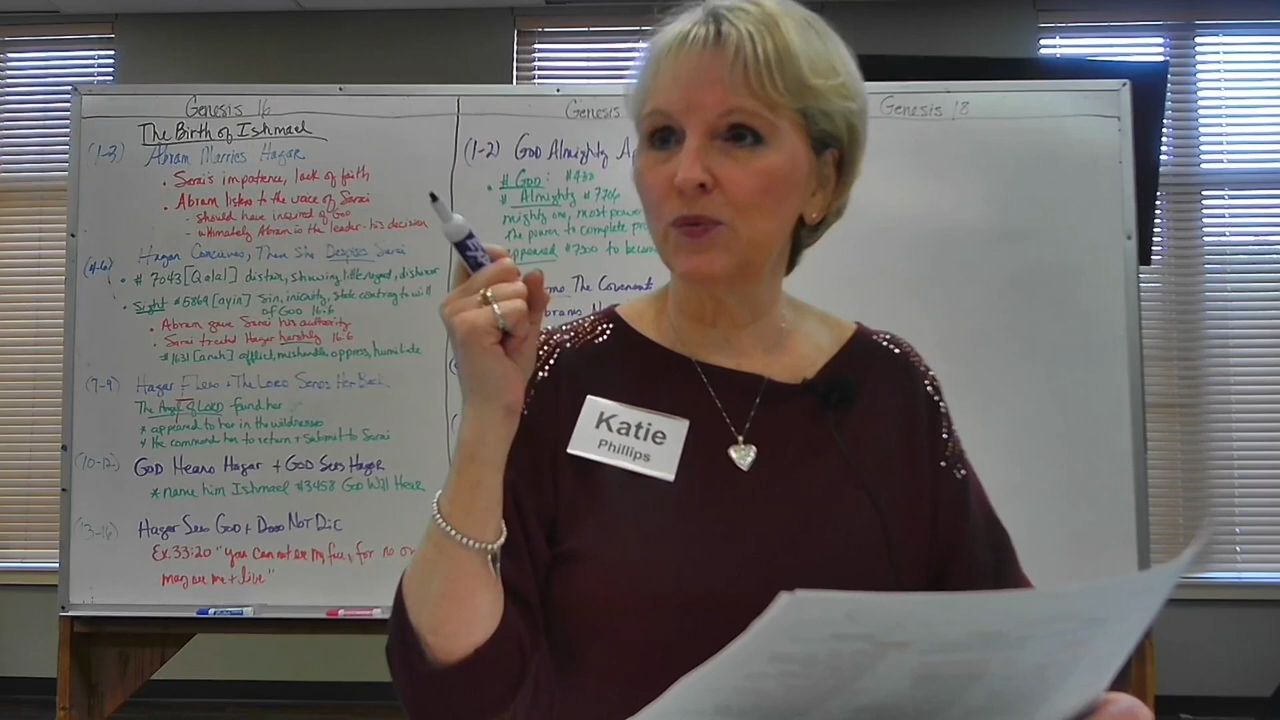 Genesis 16
The Birth of Ishmael
(1-3) Abram Marries Hagar
• Sarai's impatience, lack of faith
• Abram listens to the voice of Sarai
- should have inquired of God
- ultimately Abram is the leader - his decision
(4-6) Hagar Conceives, Then She Despises Sarai
• # 7043 [Qalal] disdain, showing little regard, dishonor
• Sight #5869 [ayin] Sin, iniquity, state contrary to will
of God 16:6
• Abram gave Sarai his authority
• Sarai treated Hagar harshly 16:6
#1631 [anah] afflict, mishandle, oppress, humiliate
(7-9) Hagar Flees + The LORD Sends Her Back
The Angel of LORD found her
* appeared to her in the wilderness
* He command her to return + submit to Sarai
(10-12) GOD Hears Hagar + GOD Sees Hagar
* name him Ishmael #3458 God Will Hear
(13-16) Hagar Sees GOD + Does Not Die
Ex. 33:20 "you can not see my face, for no one
may see me + live"
Genesis
(1-2) GOD Almighty Ap
• # GOD: #430
# Almighty #7706
mighty one, most power
the power to complete pro
appeared #7200 to become
The Covenant
Genesis 18
Katie
Phillips